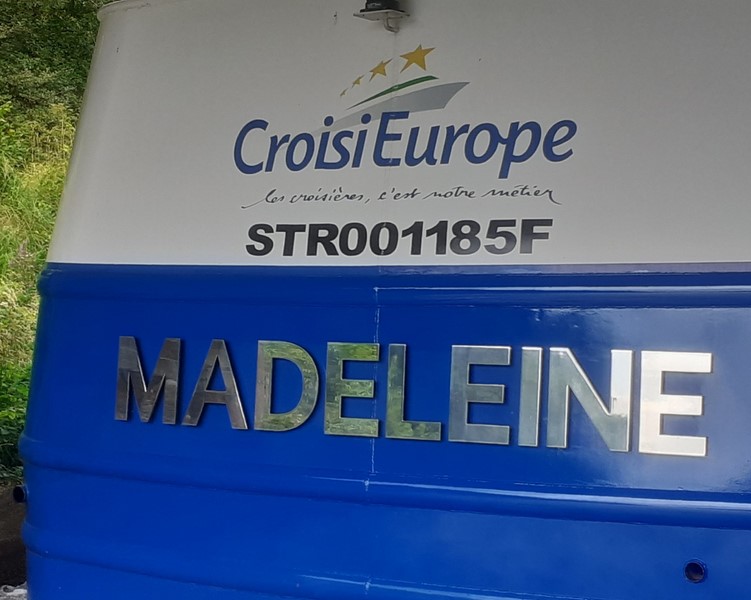 CroisiEurope
les croisières, c'est notre métier
STR001185F
MADELEINE